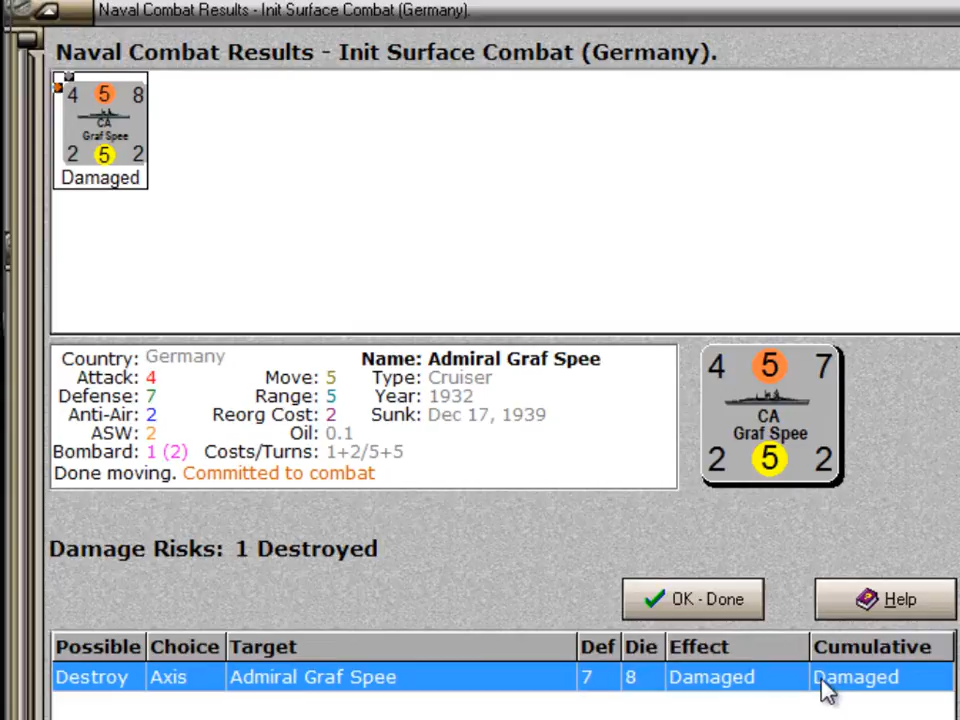 Naval Combat Results - Init Surface Combat (Germany).
Naval Combat Results - Init Surface Combat (Germany).
4 5 8
CA
Graf Spee
2 5 2
Damaged
Country: Germany Name: Admiral Graf Spee
Attack: 4 Move: 5 Type: Cruiser
Defense: 7 Range: 5 Year: 1932
Anti-Air: 2 Reorg Cost: 2 Sunk: Dec 17, 1939
ASW: 2 Oil: 0.1
Bombard: 1 (2) Costs/Turns: 1+2/5+5
Done moving. Committed to combat
4 5 7
CA
Graf Spee
2 5 2
Damage Risks: 1 Destroyed
OK - Done Help
Possible Choice Target Def Die Effect Cumulative
Destroy Axis Admiral Graf Spee 7 8 Damaged Damaged